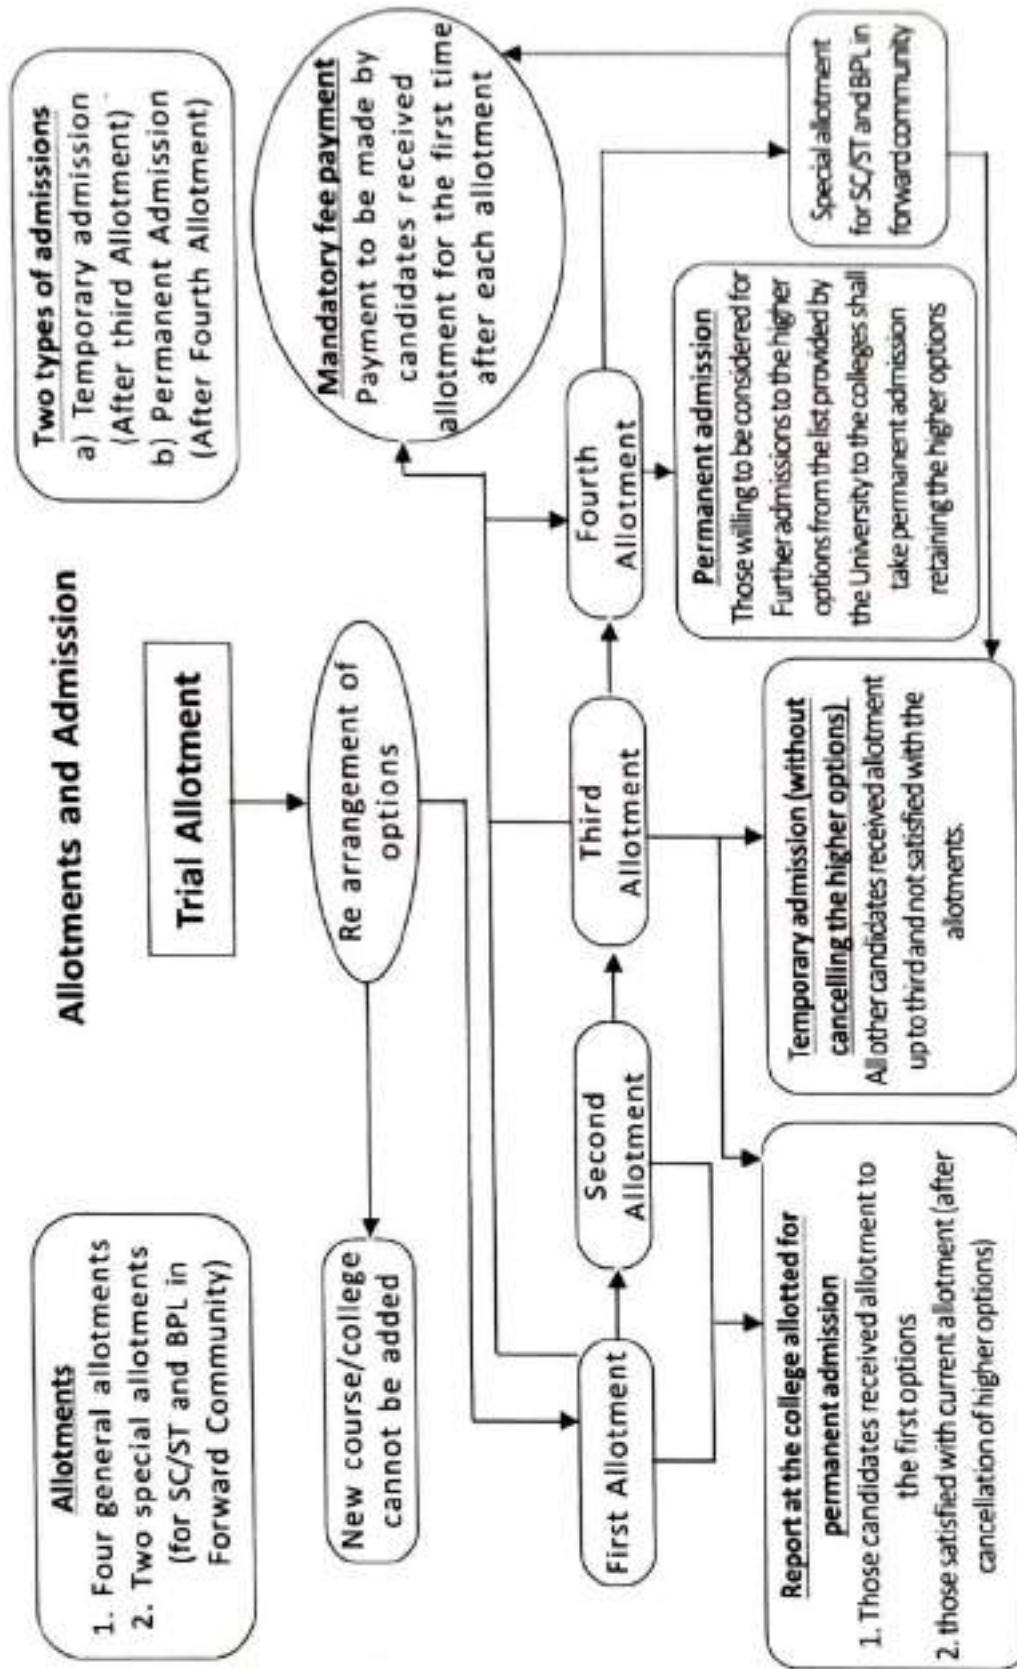 Allotments and Admission
Allotments
1. Four general allotments
2. Two special allotments
(for SC/ST and BPL in
Forward Community)
Trial Allotment
Two types of admissions
a) Temporary admission
(After third Allotment)
b) Permanent Admission
(After Fourth Allotment)
New course/college
cannot be added
Re arrangement of
options
Mandatory fee payment
Payment to be made by
candidates received
allotment for the first time
after each allotment
First Allotment
Second
Allotment
Third
Allotment
Fourth
Allotment
Report at the college allotted for
permanent admission
1. Those candidates received allotment to
the first options
2. those satisfied with current allotment (after
cancellation of higher options)
Temporary admission (without
cancelling the higher options)
All other candidates received allotment
up to third and not satisfied with the
allotments.
Permanent admission
Those willing to be considered for
Further admissions to the higher
options from the list provided by
the University to the colleges shall
take permanent admission
retaining the higher options
Special allotment
for SC/ST and BPL in
forward community